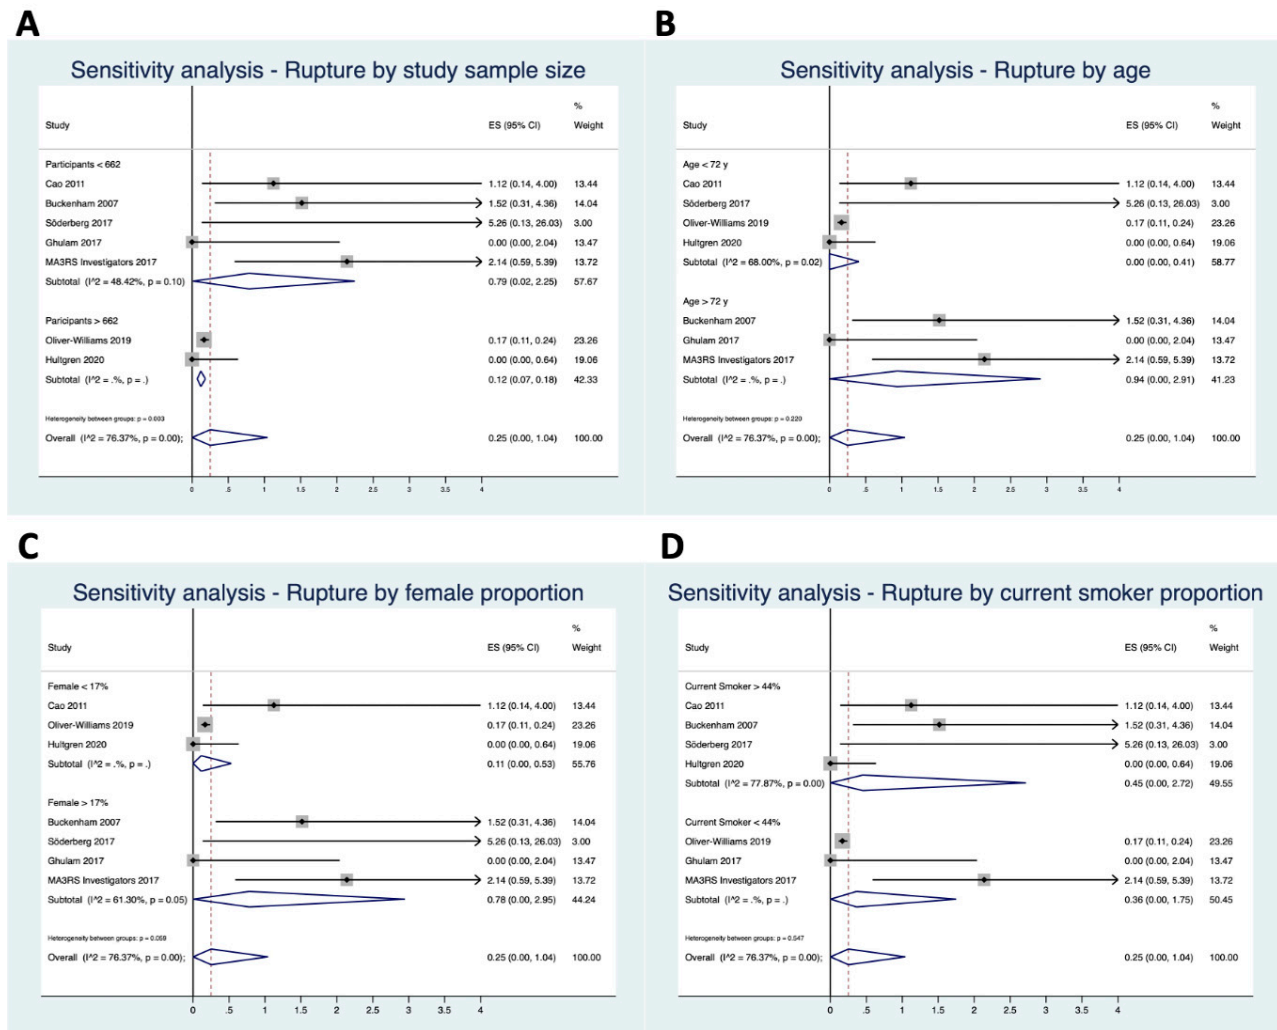 A
Sensitivity analysis - Rupture by study sample size
%
Study ES (95% CI) Weight
Participants < 662
Cao 2011 1.12 (0.14, 4.00) 13.44
Buckenham 2007 1.52 (0.31, 4.36) 14.04
Söderberg 2017 5.26 (0.13, 26.03) 3.00
Ghulam 2017 0.00 (0.00, 2.04) 13.47
MA3RS Investigators 2017 2.14 (0.59, 5.39) 13.72
Subtotal (I^2 = 48.42%, p = 0.10) 0.79 (0.02, 2.25) 57.67
Participants > 662
Oliver-Williams 2019 0.17 (0.11, 0.24) 23.26
Hultgren 2020 0.00 (0.00, 0.64) 19.06
Subtotal (I^2 = .%, p = .) 0.12 (0.07, 0.18) 42.33
Heterogeneity between groups: p = 0.003
Overall (I^2 = 76.37%, p = 0.00); 0.25 (0.00, 1.04) 100.00
0 .5 1 1.5 2 2.5 3 3.5 4
B
Sensitivity analysis - Rupture by age
%
Study ES (95% CI) Weight
Age < 72 y
Cao 2011 1.12 (0.14, 4.00) 13.44
Söderberg 2017 5.26 (0.13, 26.03) 3.00
Oliver-Williams 2019 0.17 (0.11, 0.24) 23.26
Hultgren 2020 0.00 (0.00, 0.64) 19.06
Subtotal (I^2 = 68.00%, p = 0.02) 0.00 (0.00, 0.41) 58.77
Age > 72 y
Buckenham 2007 1.52 (0.31, 4.36) 14.04
Ghulam 2017 0.00 (0.00, 2.04) 13.47
MA3RS Investigators 2017 2.14 (0.59, 5.39) 13.72
Subtotal (I^2 = .%, p = .) 0.94 (0.00, 2.91) 41.23
Heterogeneity between groups: p = 0.220
Overall (I^2 = 76.37%, p = 0.00); 0.25 (0.00, 1.04) 100.00
0 .5 1 1.5 2 2.5 3 3.5 4
C
Sensitivity analysis - Rupture by female proportion
%
Study ES (95% CI) Weight
Female < 17%
Cao 2011 1.12 (0.14, 4.00) 13.44
Oliver-Williams 2019 0.17 (0.11, 0.24) 23.26
Hultgren 2020 0.00 (0.00, 0.64) 19.06
Subtotal (I^2 = .%, p = .) 0.11 (0.00, 0.53) 55.76
Female > 17%
Buckenham 2007 1.52 (0.31, 4.36) 14.04
Söderberg 2017 5.26 (0.13, 26.03) 3.00
Ghulam 2017 0.00 (0.00, 2.04) 13.47
MA3RS Investigators 2017 2.14 (0.59, 5.39) 13.72
Subtotal (I^2 = 61.30%, p = 0.05) 0.78 (0.00, 2.95) 44.24
Heterogeneity between groups: p = 0.059
Overall (I^2 = 76.37%, p = 0.00); 0.25 (0.00, 1.04) 100.00
0 .5 1 1.5 2 2.5 3 3.5 4
D
Sensitivity analysis - Rupture by current smoker proportion
%
Study ES (95% CI) Weight
Current Smoker > 44%
Cao 2011 1.12 (0.14, 4.00) 13.44
Buckenham 2007 1.52 (0.31, 4.36) 14.04
Söderberg 2017 5.26 (0.13, 26.03) 3.00
Hultgren 2020 0.00 (0.00, 0.64) 19.06
Subtotal (I^2 = 77.87%, p = 0.00) 0.45 (0.00, 2.72) 49.55
Current Smoker < 44%
Oliver-Williams 2019 0.17 (0.11, 0.24) 23.26
Ghulam 2017 0.00 (0.00, 2.04) 13.47
MA3RS Investigators 2017 2.14 (0.59, 5.39) 13.72
Subtotal (I^2 = .%, p = .) 0.36 (0.00, 1.75) 50.45
Heterogeneity between groups: p = 0.547
Overall (I^2 = 76.37%, p = 0.00); 0.25 (0.00, 1.04) 100.00
0 .5 1 1.5 2 2.5 3 3.5 4